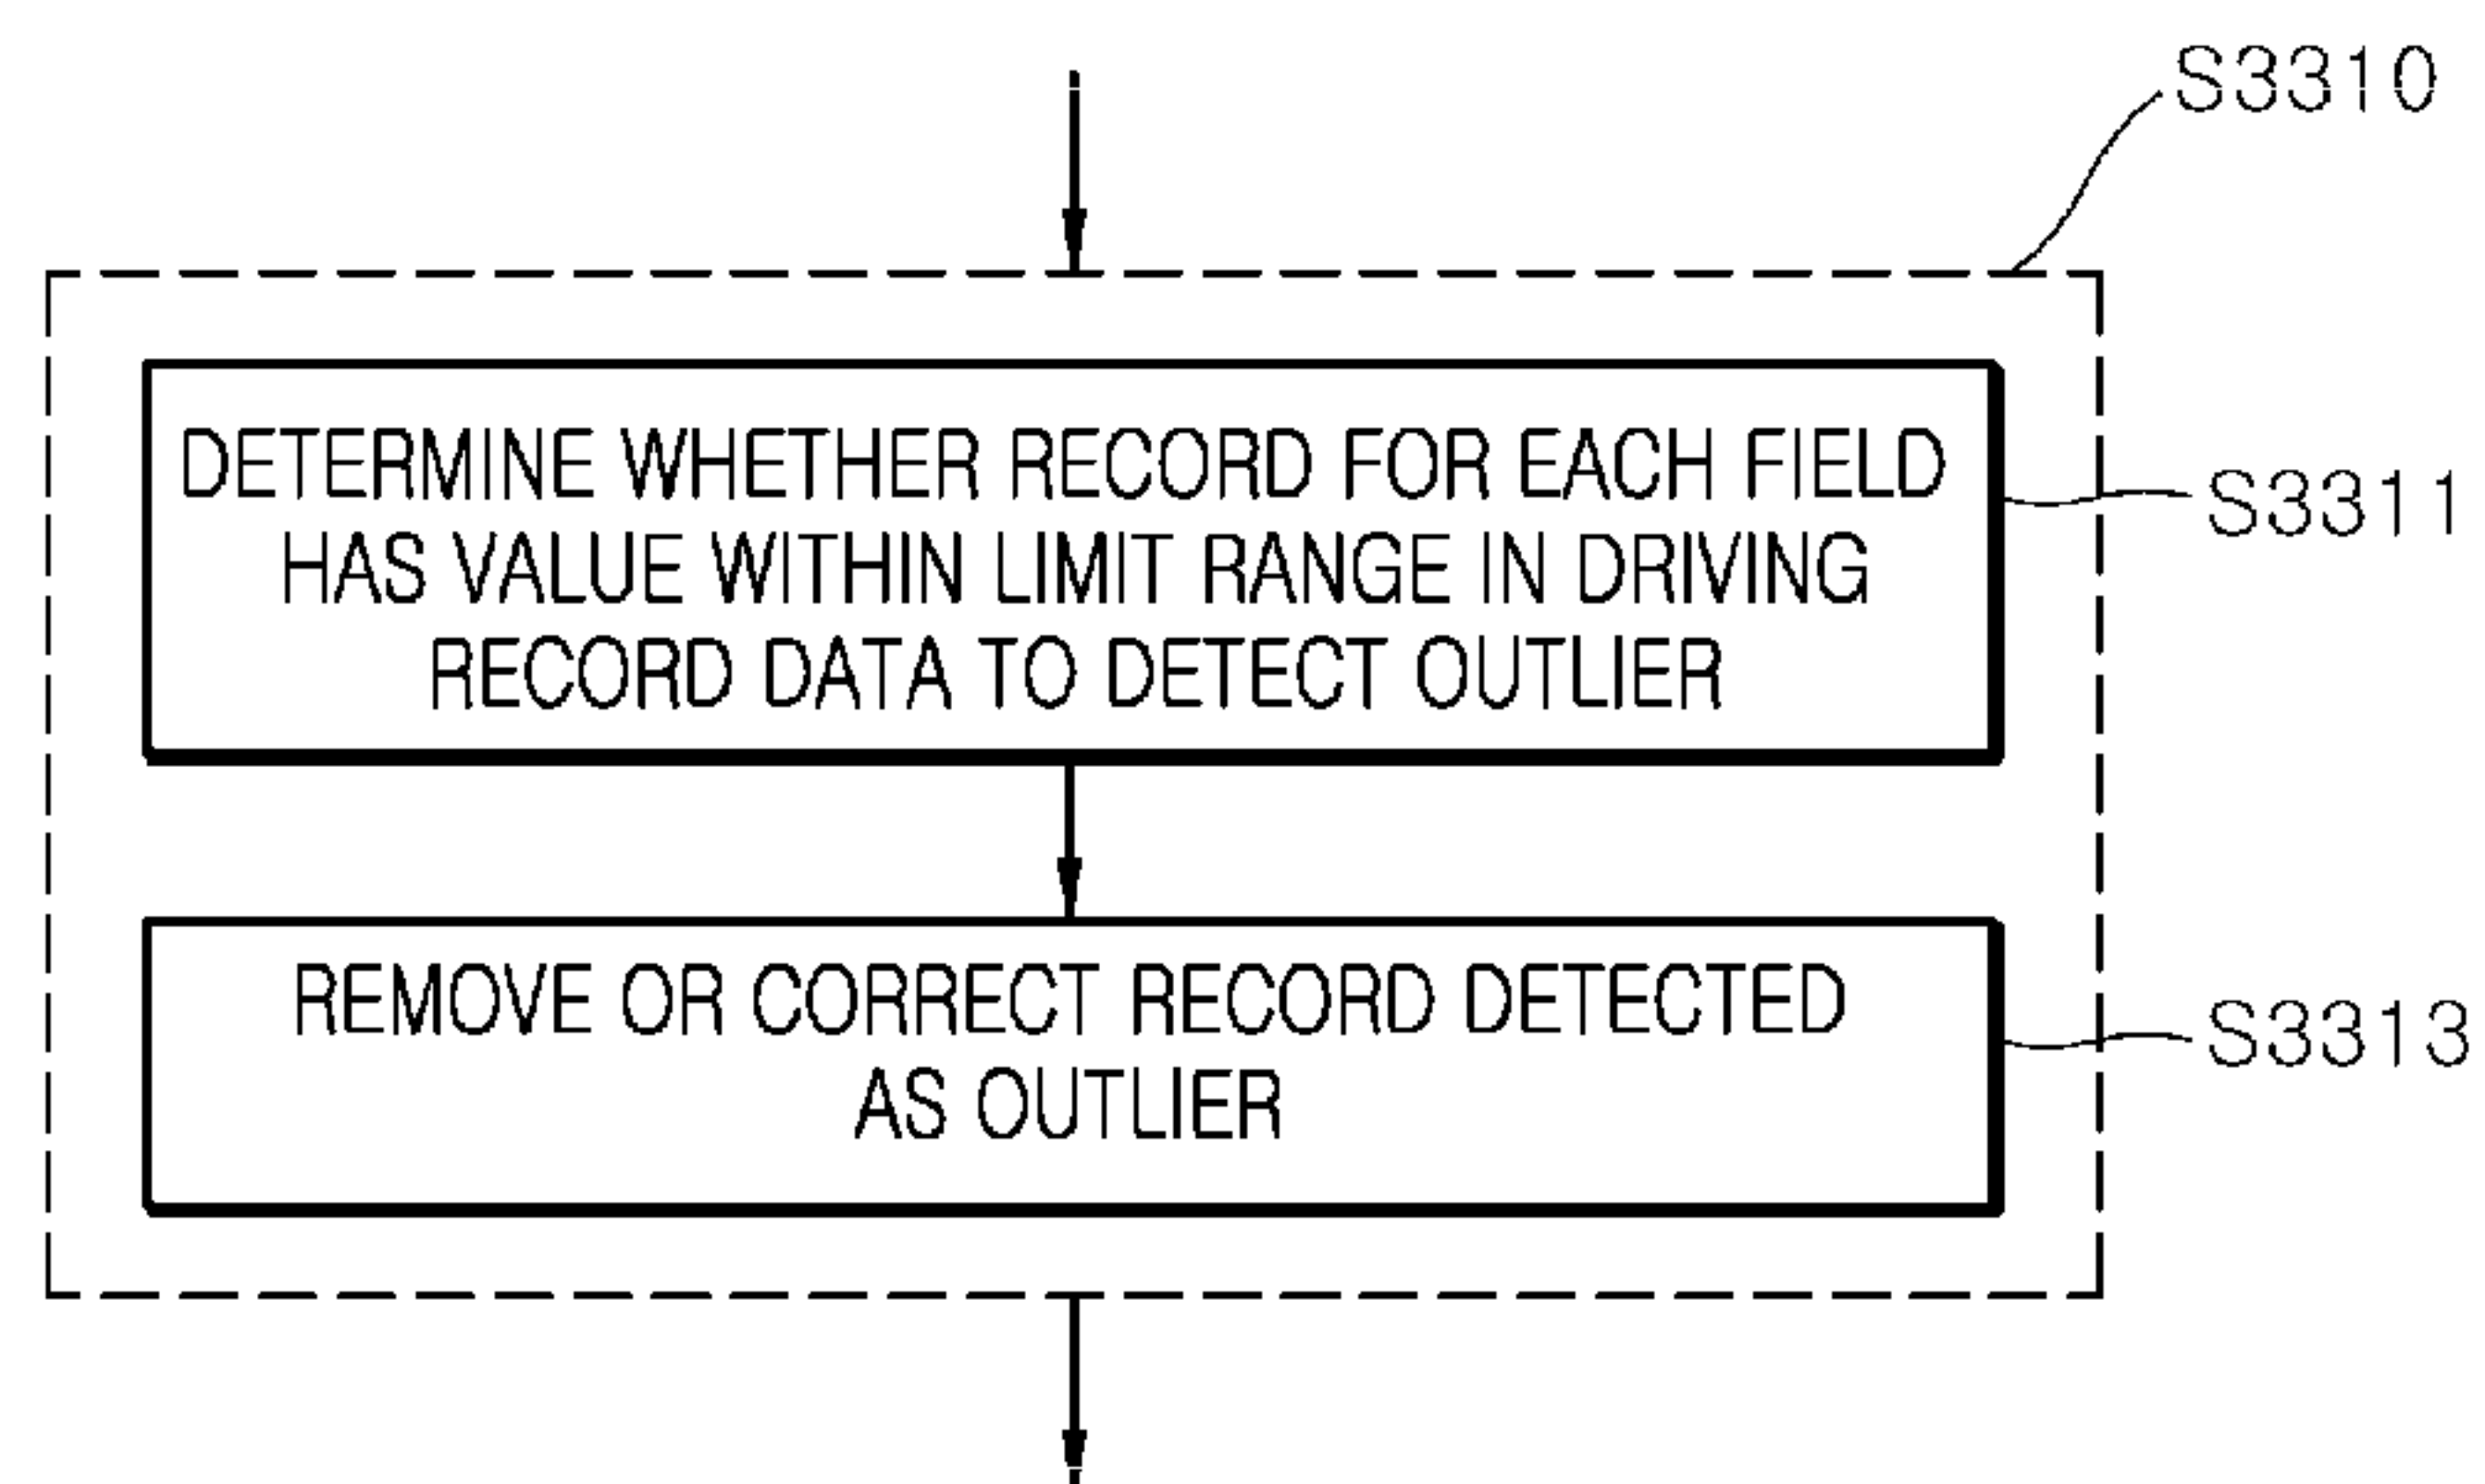 S3310
DETERMINE WHETHER RECORD FOR EACH FIELD
HAS VALUE WITHIN LIMIT RANGE IN DRIVING
RECORD DATA TO DETECT OUTLIER
S3311
REMOVE OR CORRECT RECORD DETECTED
AS OUTLIER
S3313